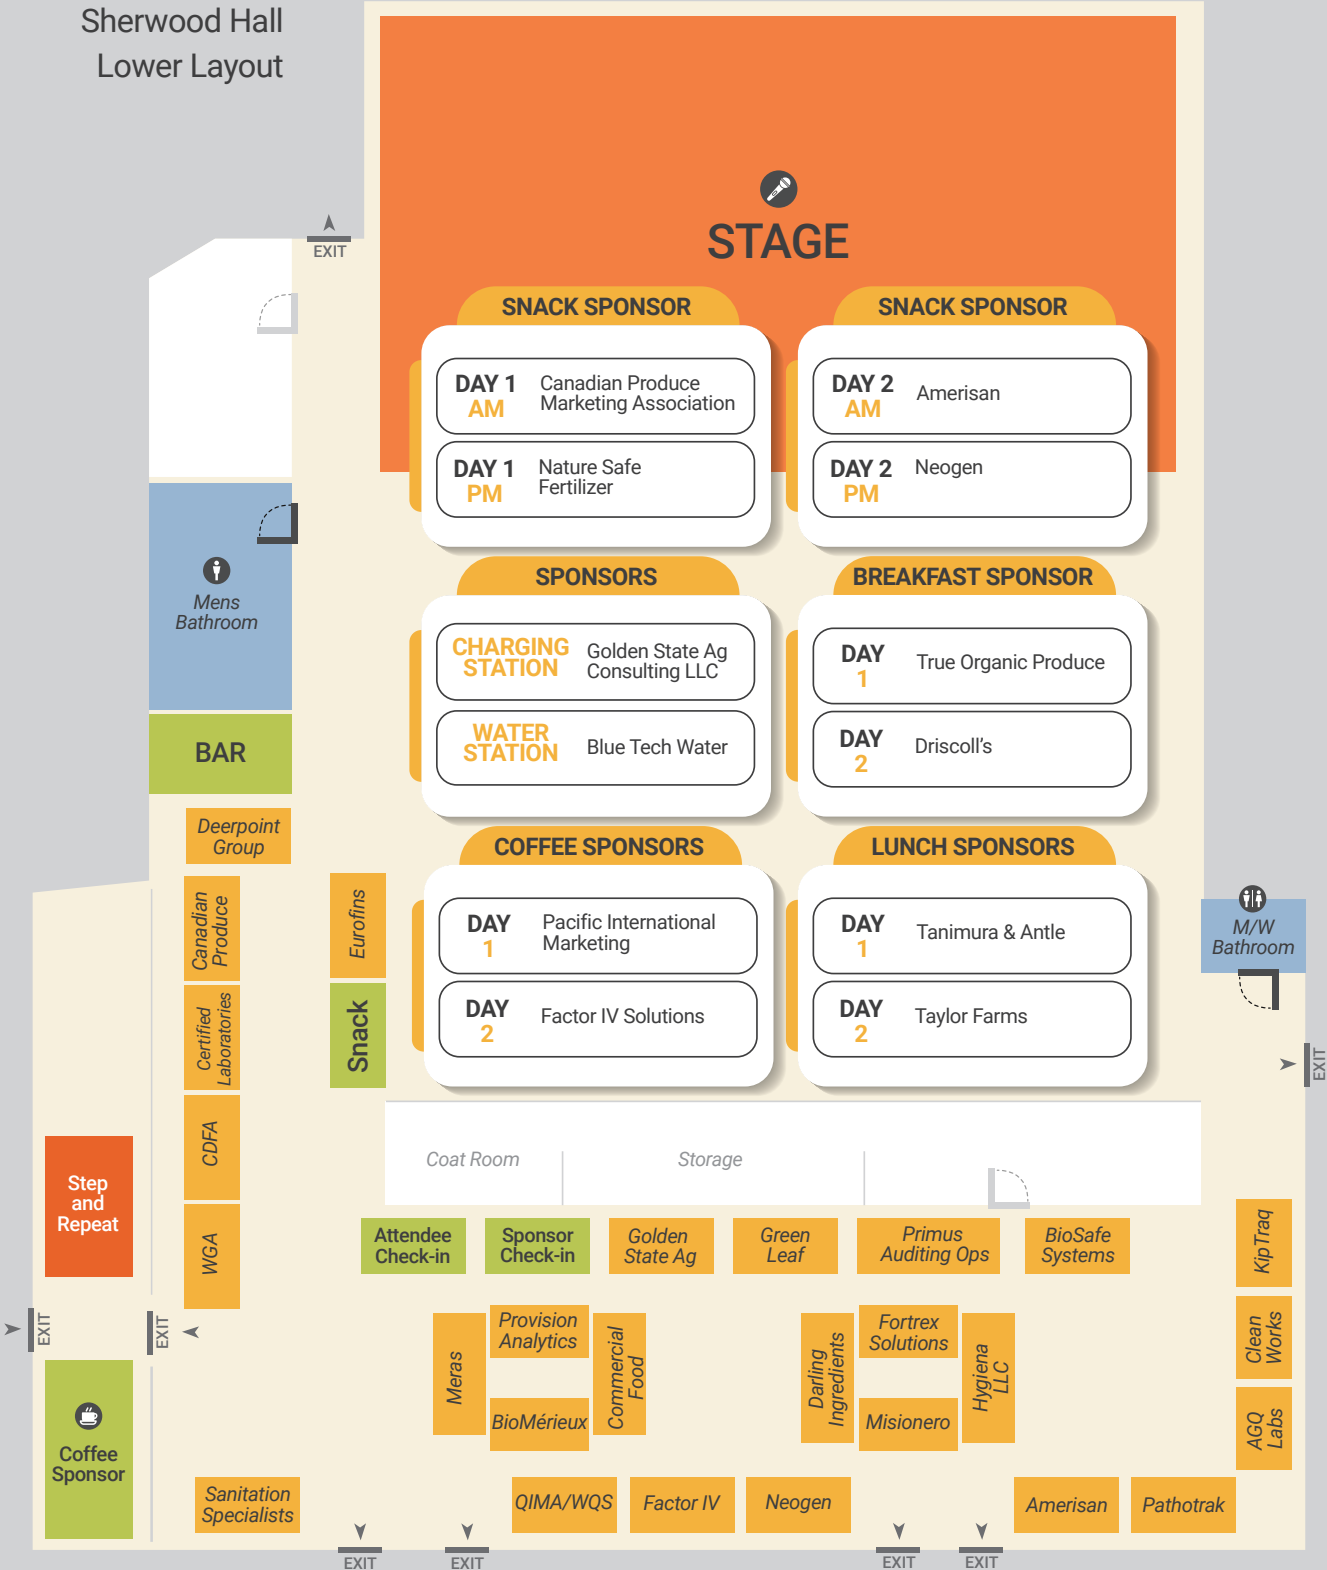 Sherwood Hall
Lower Layout
EXIT
STAGE
SNACK SPONSOR
DAY 1
AM
Canadian Produce
Marketing Association
DAY 1
PM
Nature Safe
Fertilizer
SNACK SPONSOR
DAY 2
AM
Amerisan
DAY 2
PM
Neogen
Mens
Bathroom
BAR
SPONSORS
CHARGING
STATION
Golden State Ag
Consulting LLC
WATER
STATION
Blue Tech Water
BREAKFAST SPONSOR
DAY
1
True Organic Produce
DAY
2
Driscoll's
COFFEE SPONSORS
DAY
1
Pacific International
Marketing
DAY
2
Factor IV Solutions
LUNCH SPONSORS
DAY
1
Tanimura & Antle
DAY
2
Taylor Farms
Deerpoint
Group
Canadian
Produce
Certified
Laboratories
CDFA
WGA
Eurofins
Snack
M/W
Bathroom
EXIT
Coat Room
Storage
Step
and
Repeat
Attendee
Check-in
Sponsor
Check-in
Golden
State Ag
Green
Leaf
Primus
Auditing Ops
BioSafe
Systems
KipTraq
Clean
Works
AGQ
Labs
EXIT
EXIT
Meras
Provision
Analytics
BioMérieux
Commercial
Food
Darling
Ingredients
Fortrex
Solutions
Misionero
Hygiena
LLC
Coffee
Sponsor
Sanitation
Specialists
QIMA/WQS
Factor IV
Neogen
Amerisan
Pathotrak
EXIT
EXIT
EXIT
EXIT